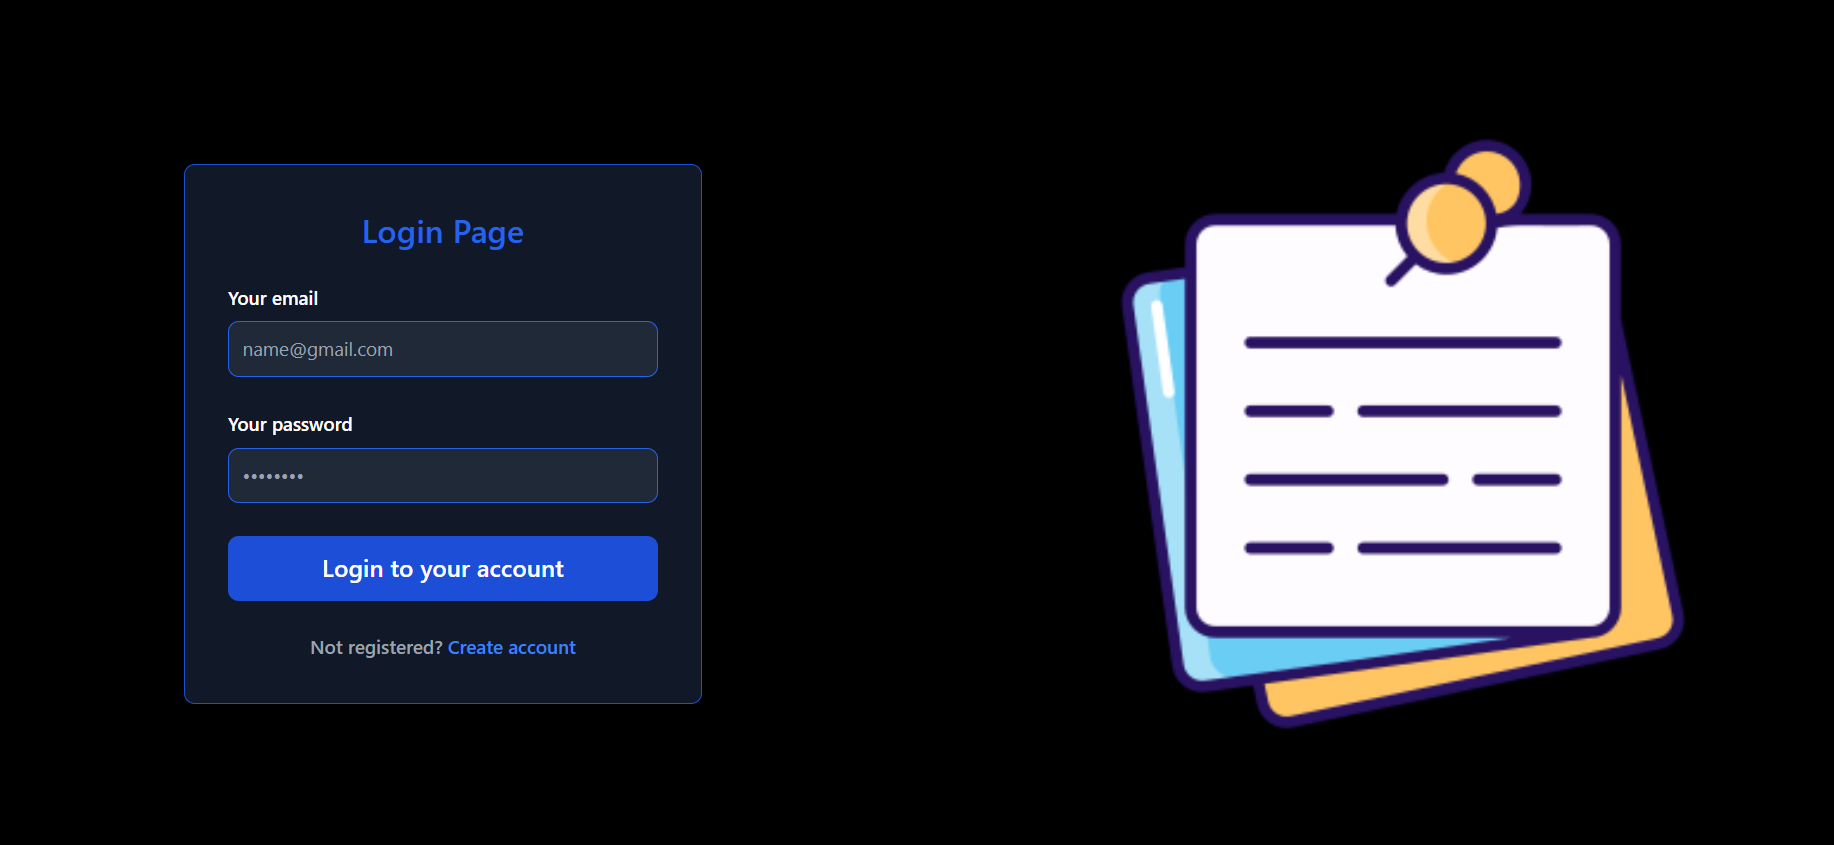 Login Page
Your email
name@gmail.com
Your password
••••••••
Login to your account
Not registered? Create account